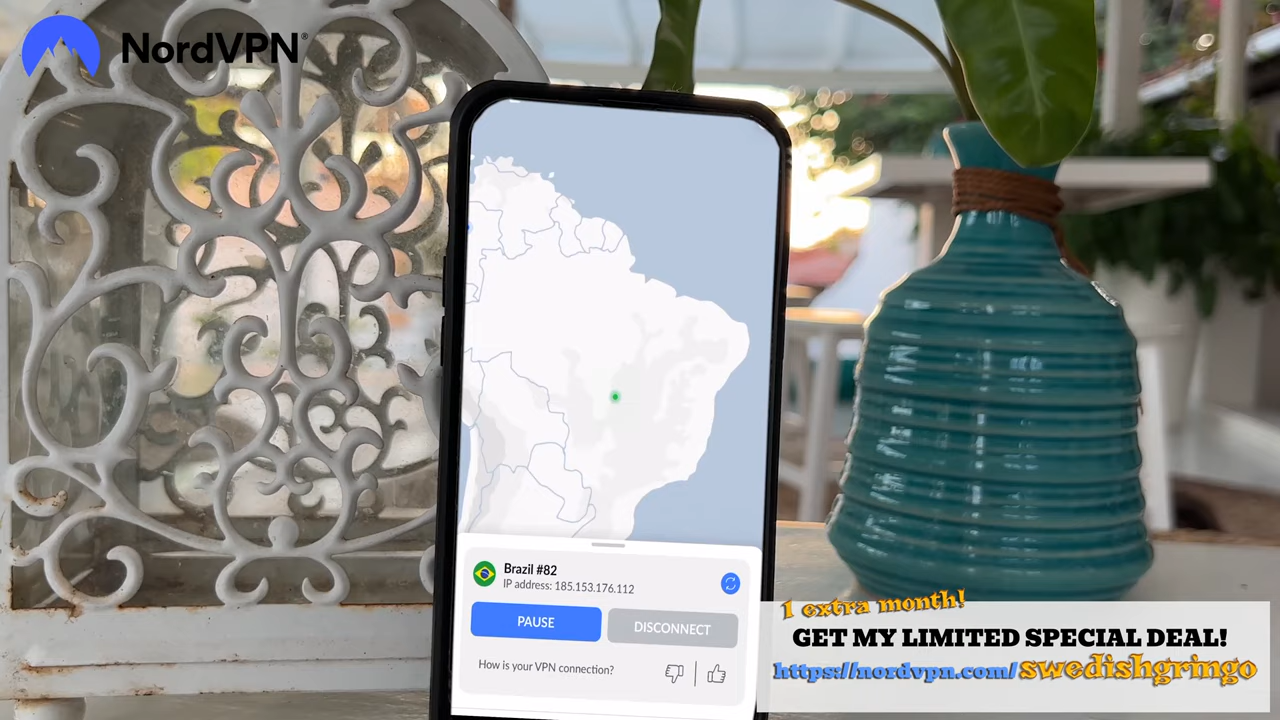 NordVPN®
Brazil #82
IP address: 185.153.176.112
PAUSE
DISCONNECT
How is your VPN connection?
1 extra month!
GET MY LIMITED SPECIAL DEAL!
https://nordvpn.com/swedishgringo